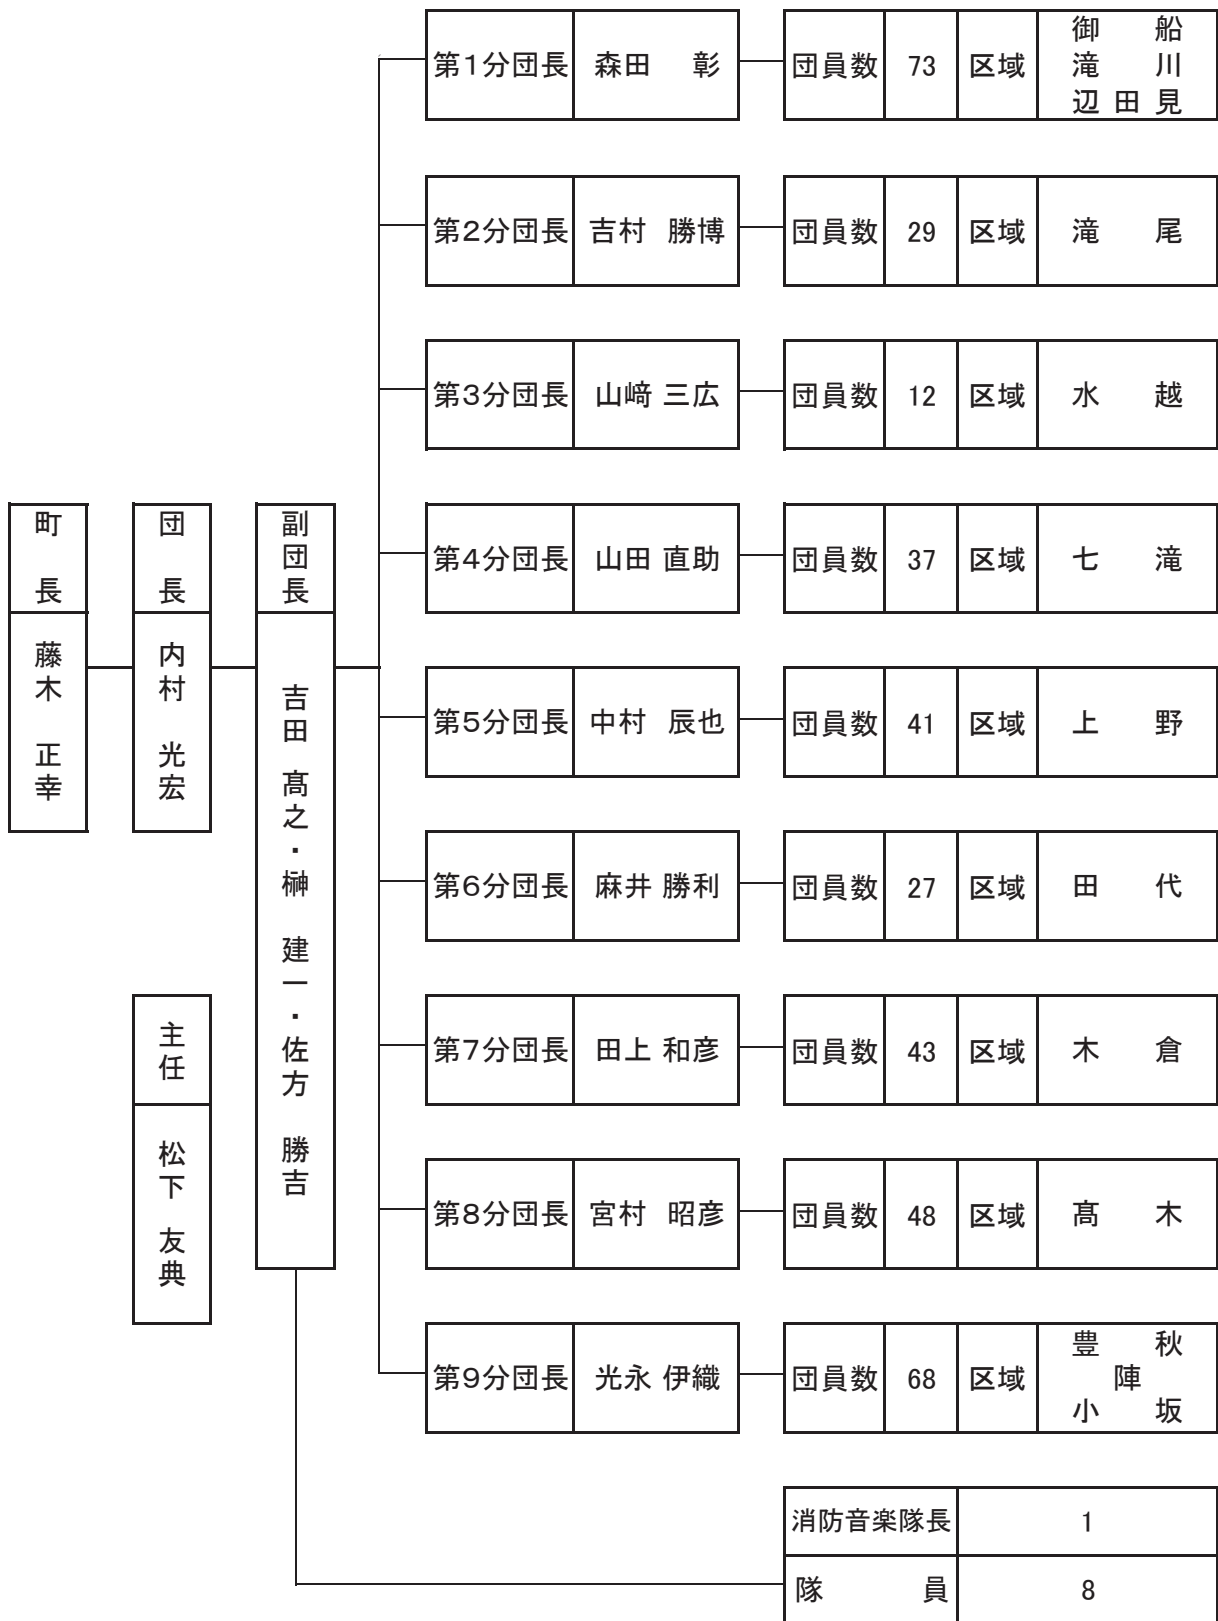 町長
藤木 正幸
団長
内村 光宏
副団長
吉田 髙之・榊 建一・佐方 勝吉
主任
松下 友典
第1分団長 森田 彰 団員数 73 区域 御船
滝川
辺田見
第2分団長 吉村 勝博 団員数 29 区域 滝尾
第3分団長 山﨑 三広 団員数 12 区域 水越
第4分団長 山田 直助 団員数 37 区域 七滝
第5分団長 中村 辰也 団員数 41 区域 上野
第6分団長 麻井 勝利 団員数 27 区域 田代
第7分団長 田上 和彦 団員数 43 区域 木倉
第8分団長 宮村 昭彦 団員数 48 区域 髙木
第9分団長 光永 伊織 団員数 68 区域 豊秋
陣
小坂
消防音楽隊長 1
隊員 8